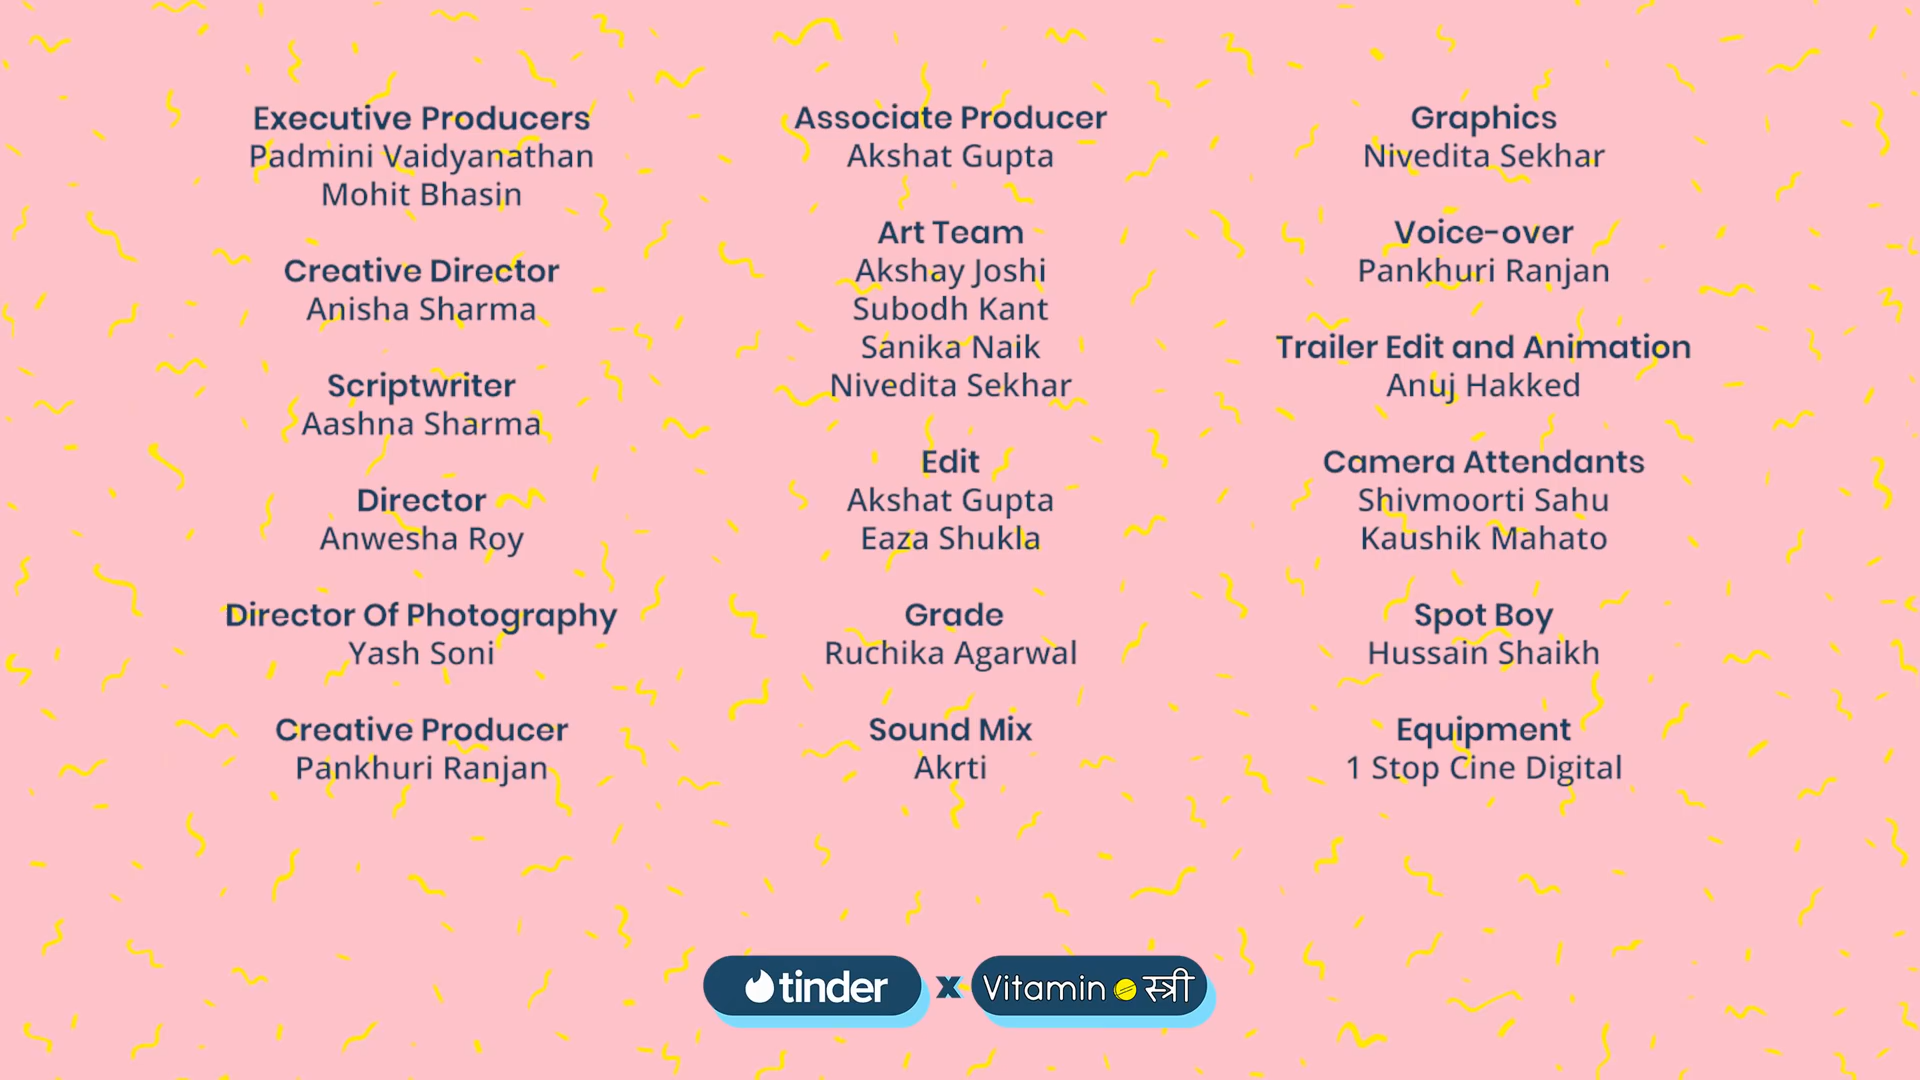 Executive Producers
Padmini Vaidyanathan
Mohit Bhasin
Creative Director
Anisha Sharma
Scriptwriter
Aashna Sharma
Director
Anwesha Roy
Director Of Photography
Yash Soni
Creative Producer
Pankhuri Ranjan
Associate Producer
Akshat Gupta
Art Team
Akshay Joshi
Subodh Kant
Sanika Naik
Nivedita Sekhar
Edit
Akshat Gupta
Eaza Shukla
Grade
Ruchika Agarwal
Sound Mix
Akrti
Graphics
Nivedita Sekhar
Voice-over
Pankhuri Ranjan
Trailer Edit and Animation
Anuj Hakked
Camera Attendants
Shivmoorti Sahu
Kaushik Mahato
Spot Boy
Hussain Shaikh
Equipment
1 Stop Cine Digital
tinder x Vitamin स्त्री